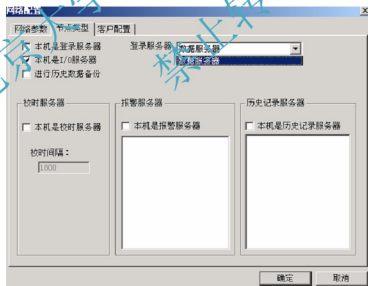 网络配置
网络参数 节点类型 客户配置
本机是登录服务器 登录服务器 数据服务器
本机是I/O服务器 数据服务器
进行历史数据备份
校时服务器 报警服务器 历史记录服务器
本机是校时服务器 本机是报警服务器 本机是历史记录服务器
校时间隔：
1800
确定 取消